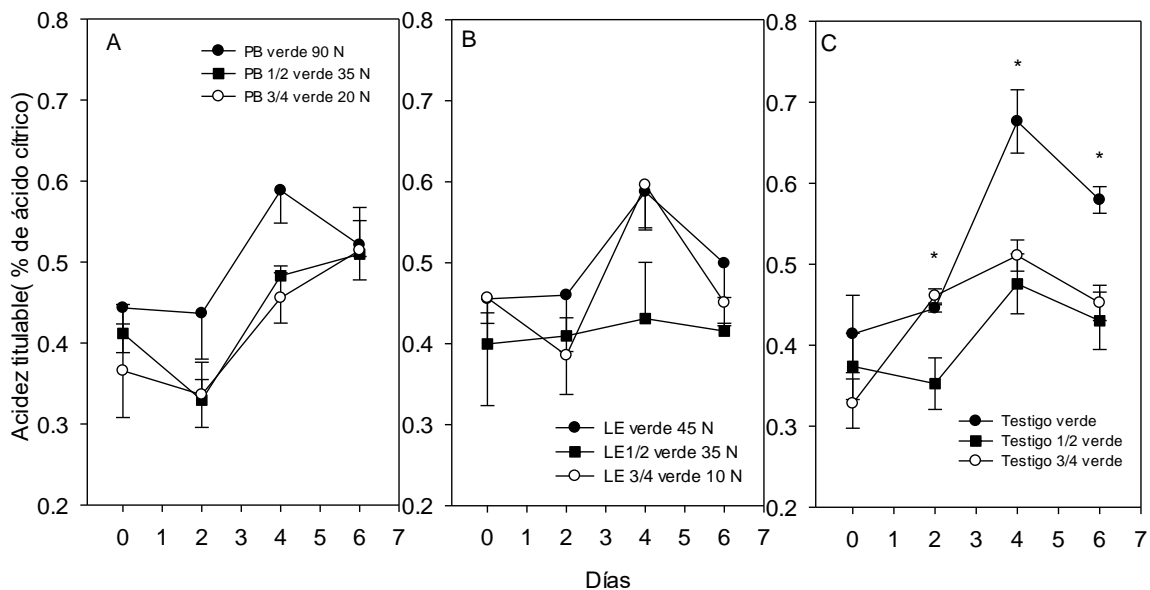 A
PB verde 90 N
PB 1/2 verde 35 N
PB 3/4 verde 20 N
Acidez titulable( % de ácido cítrico)
0.8
0.7
0.6
0.5
0.4
0.3
0.2
0 1 2 3 4 5 6 7
B
LE verde 45 N
LE1/2 verde 35 N
LE 3/4 verde 10 N
0.8
0.7
0.6
0.5
0.4
0.3
0.2
0 1 2 3 4 5 6 7
C
*
*
*
Testigo verde
Testigo 1/2 verde
Testigo 3/4 verde
0.8
0.7
0.6
0.5
0.4
0.3
0.2
0 1 2 3 4 5 6 7
Días